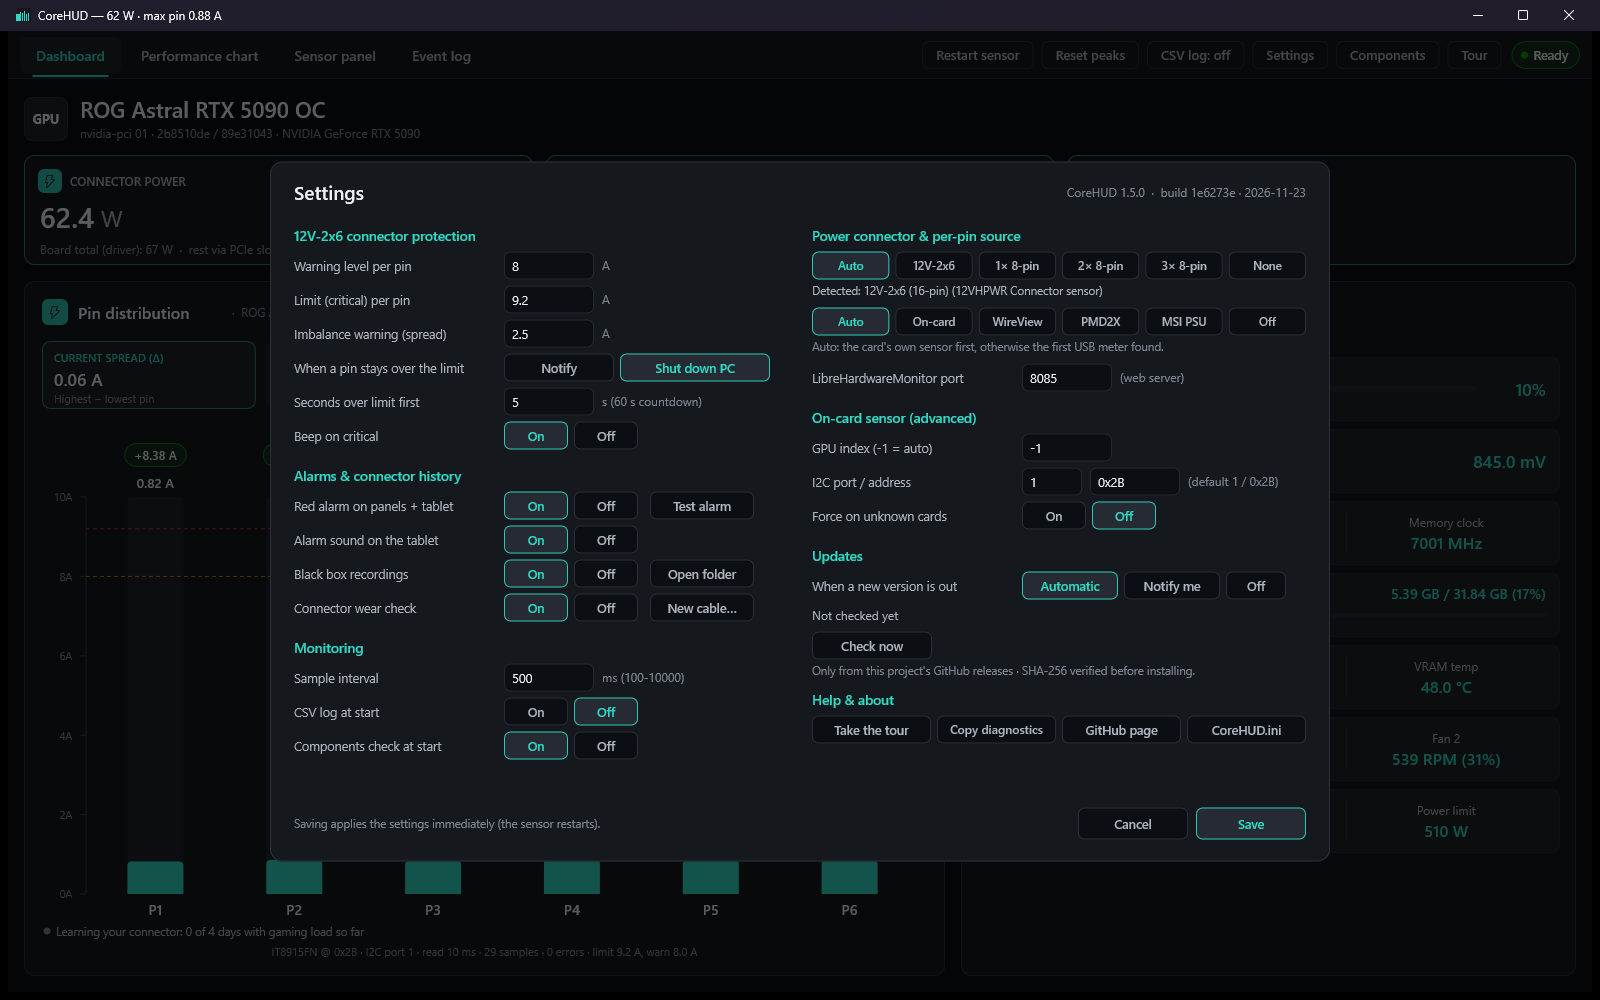 CoreHUD — 62 W · max pin 0.88 A
Dashboard
Performance chart
Sensor panel
Event log
Restart sensor
Reset peaks
CSV log: off
Settings
Components
Tour
Ready
GPU
ROG Astral RTX 5090 OC
nvidia-pci 01 · 2b8510de / 89e31043 · NVIDIA GeForce RTX 5090
CONNECTOR POWER
62.4 W
Board total (driver): 67 W · rest via PCIe slo
Pin distribution
· ROG
CURRENT SPREAD (Δ)
0.06 A
Highest – lowest pin
+8.38 A
0.82 A
10A
8A
6A
4A
2A
0A
P1
P2
P3
P4
P5
P6
Learning your connector: 0 of 4 days with gaming load so far
IT8915FN @ 0x2B · I2C port 1 · read 10 ms · 29 samples · 0 errors · limit 9.2 A, warn 8.0 A
Settings
CoreHUD 1.5.0 · build 1e6273e · 2026-11-23
12V-2x6 connector protection
Warning level per pin
8
A
Limit (critical) per pin
9.2
A
Imbalance warning (spread)
2.5
A
When a pin stays over the limit
Notify
Shut down PC
Seconds over limit first
5
s (60 s countdown)
Beep on critical
On
Off
Alarms & connector history
Red alarm on panels + tablet
On
Off
Test alarm
Alarm sound on the tablet
On
Off
Black box recordings
On
Off
Open folder
Connector wear check
On
Off
New cable...
Monitoring
Sample interval
500
ms (100-10000)
CSV log at start
On
Off
Components check at start
On
Off
Power connector & per-pin source
Auto
12V-2x6
1× 8-pin
2× 8-pin
3× 8-pin
None
Detected: 12V-2x6 (16-pin) (12VHPWR Connector sensor)
Auto
On-card
WireView
PMD2X
MSI PSU
Off
Auto: the card's own sensor first, otherwise the first USB meter found.
LibreHardwareMonitor port
8085
(web server)
On-card sensor (advanced)
GPU index (-1 = auto)
-1
I2C port / address
1
0x2B
(default 1 / 0x2B)
Force on unknown cards
On
Off
Updates
When a new version is out
Automatic
Notify me
Off
Not checked yet
Check now
Only from this project's GitHub releases · SHA-256 verified before installing.
Help & about
Take the tour
Copy diagnostics
GitHub page
CoreHUD.ini
Saving applies the settings immediately (the sensor restarts).
Cancel
Save
10%
845.0 mV
Memory clock
7001 MHz
5.39 GB / 31.84 GB (17%)
VRAM temp
48.0 °C
Fan 2
539 RPM (31%)
Power limit
510 W